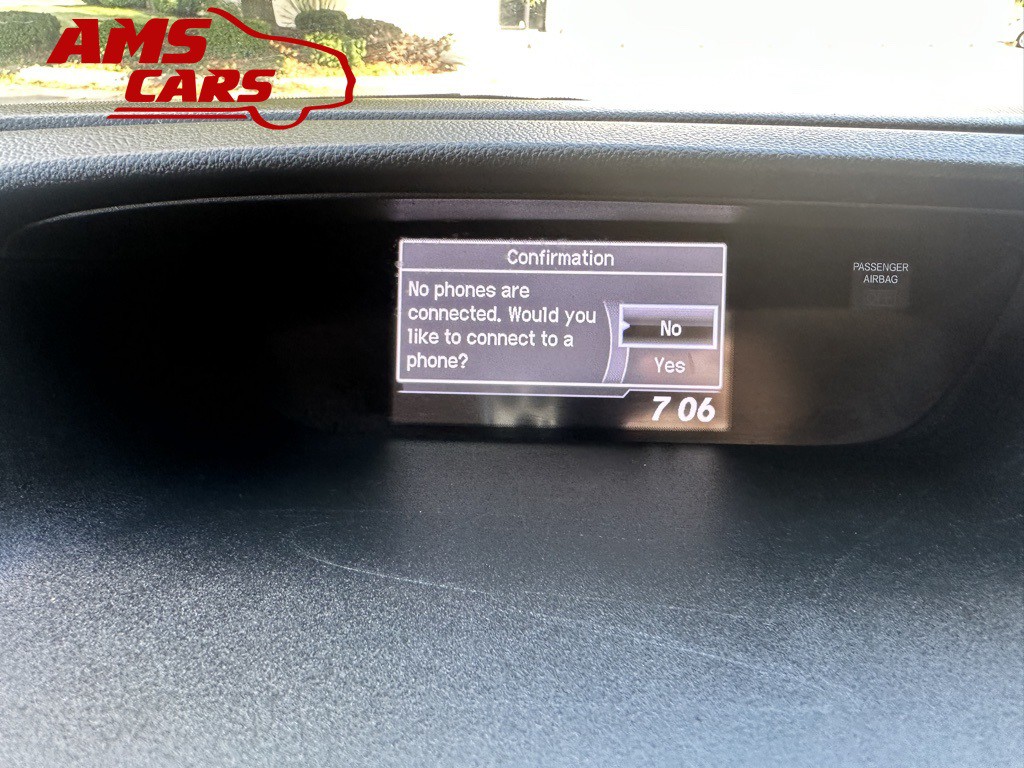 AMS
CARS
Confirmation
No phones are
connected. Would you
like to connect to a
phone?
No
Yes
7 06
PASSENGER
AIRBAG